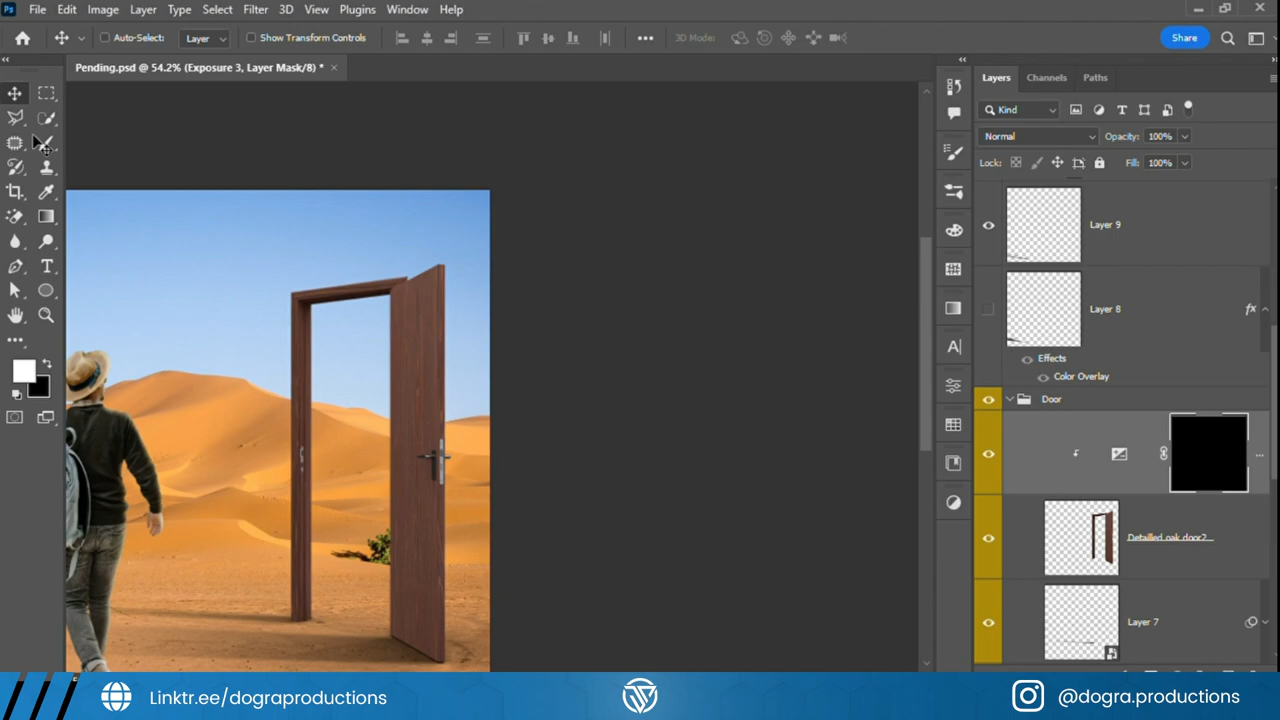 Ps File Edit Image Layer Type Select Filter 3D View Plugins Window Help
Auto-Select: Layer Show Transform Controls 3D Mode: Share
Pending.psd @ 54.2% (Exposure 3, Layer Mask/8) *
Layers Channels Paths
Kind
Normal Opacity: 100%
Lock: Fill: 100%
Layer 9
Layer 8 fx
Effects
Color Overlay
Door
Detailed oak door2...
Layer 7
Linktr.ee/dograproductions @dogra.productions